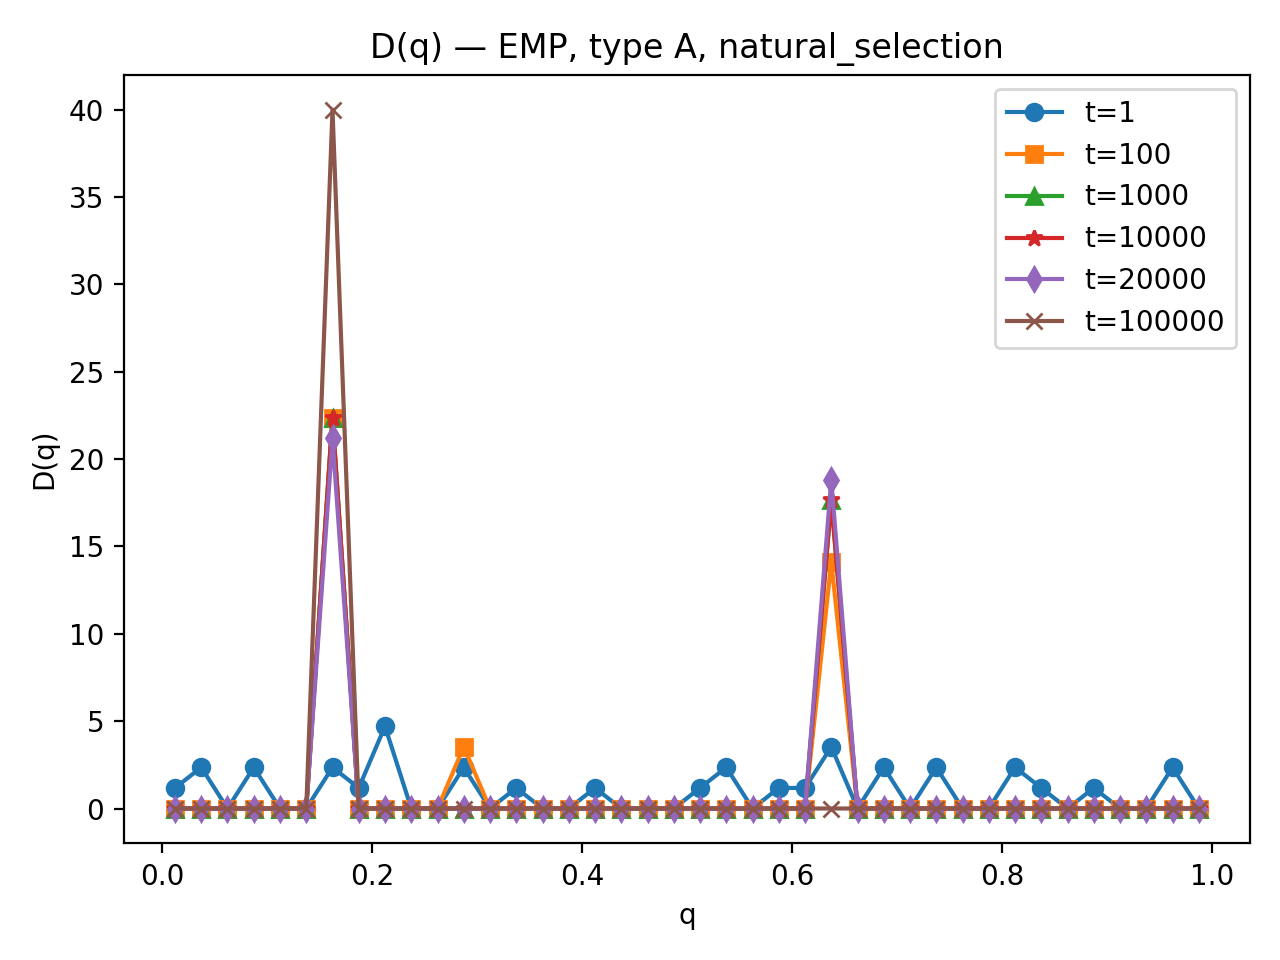 D(q) — EMP, type A, natural_selection
t=1
t=100
t=1000
t=10000
t=20000
t=100000
D(q)
40
35
30
25
20
15
10
5
0
0.0 0.2 0.4 0.6 0.8 1.0
q